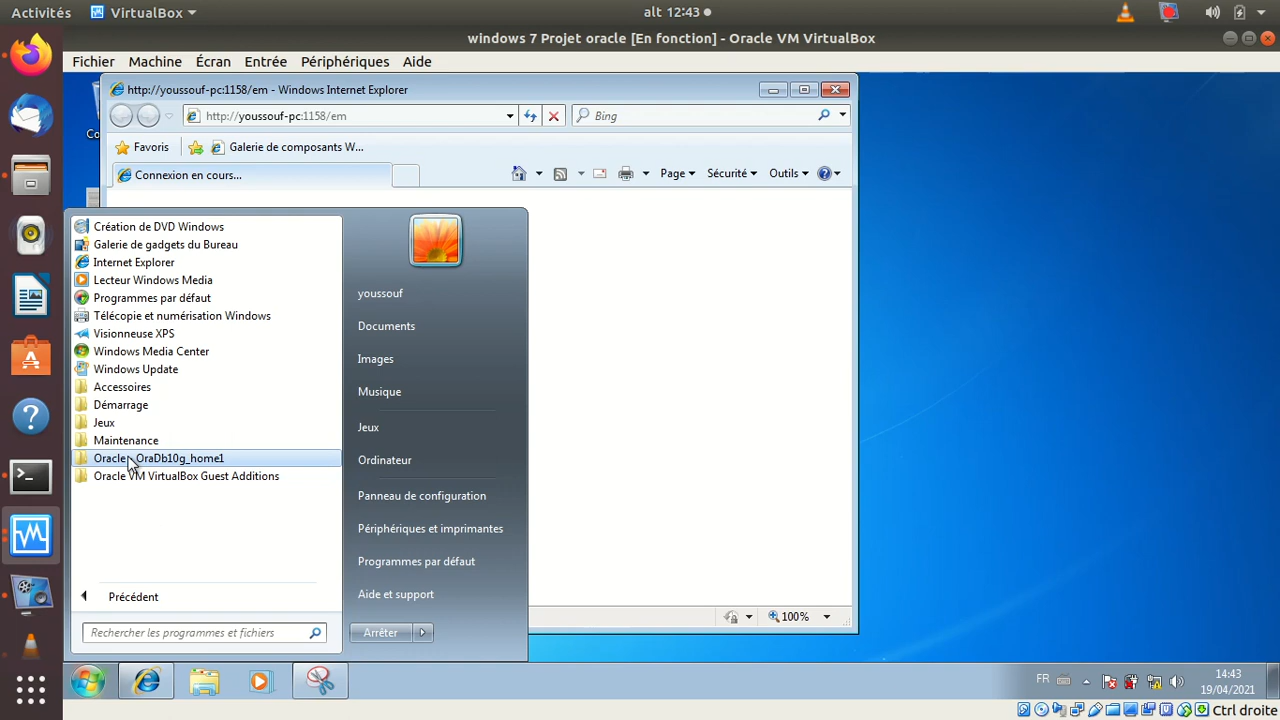 Activités
VirtualBox
alt 12:43
windows 7 Projet oracle [En fonction] - Oracle VM VirtualBox
Fichier Machine Écran Entrée Périphériques Aide
http://youssouf-pc:1158/em - Windows Internet Explorer
http://youssouf-pc:1158/em
Bing
Favoris
Galerie de composants W...
Connexion en cours...
Page
Sécurité
Outils
Création de DVD Windows
Galerie de gadgets du Bureau
Internet Explorer
Lecteur Windows Media
Programmes par défaut
Télécopie et numérisation Windows
Visionneuse XPS
Windows Media Center
Windows Update
Accessoires
Démarrage
Jeux
Maintenance
Oracle OraDb10g_home1
Oracle VM VirtualBox Guest Additions
Précédent
Rechercher les programmes et fichiers
youssouf
Documents
Images
Musique
Jeux
Ordinateur
Panneau de configuration
Périphériques et imprimantes
Programmes par défaut
Aide et support
Arrêter
100%
FR
14:43
19/04/2021
Ctrl droite